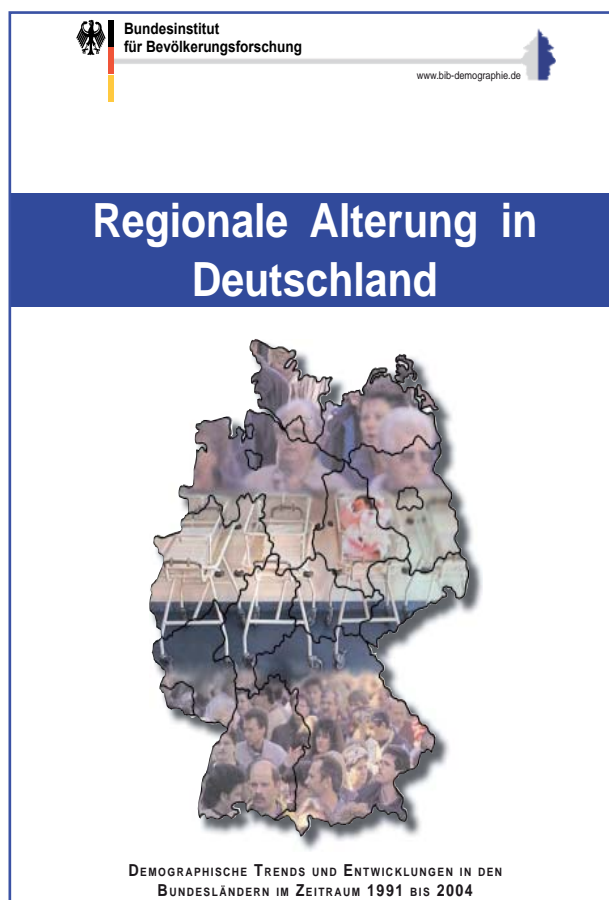 Bundesinstitut
für Bevölkerungsforschung
www.bib-demographie.de
Regionale Alterung in
Deutschland
DEMOGRAPHISCHE TRENDS UND ENTWICKLUNGEN IN DEN
BUNDESLÄNDERN IM ZEITRAUM 1991 BIS 2004